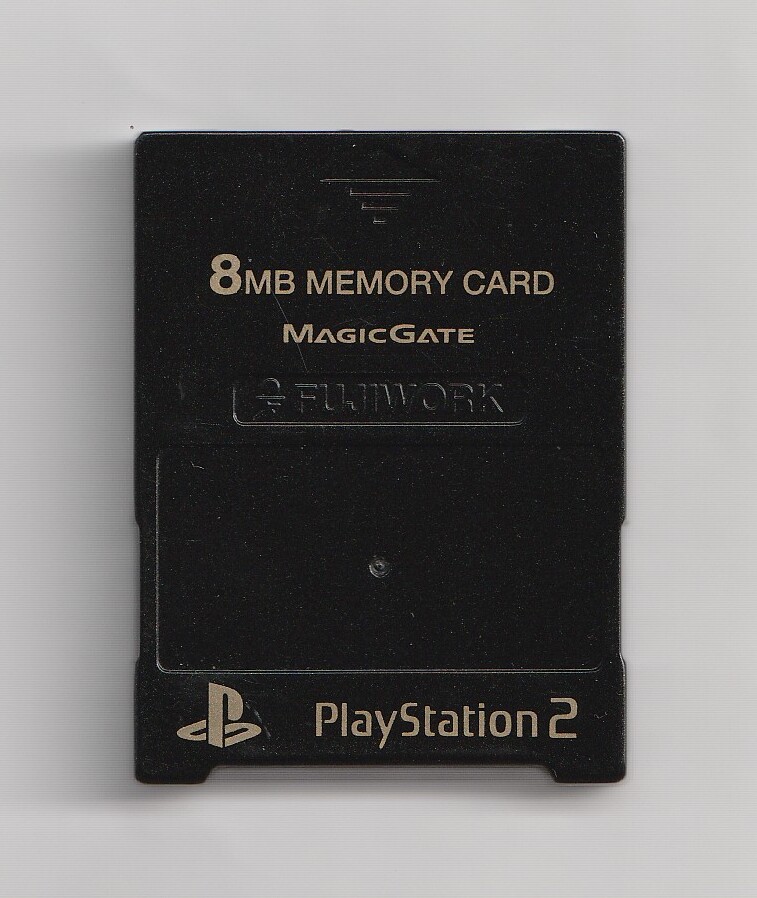 8MB MEMORY CARD
MAGICGATE
FUJIWORK
PlayStation 2